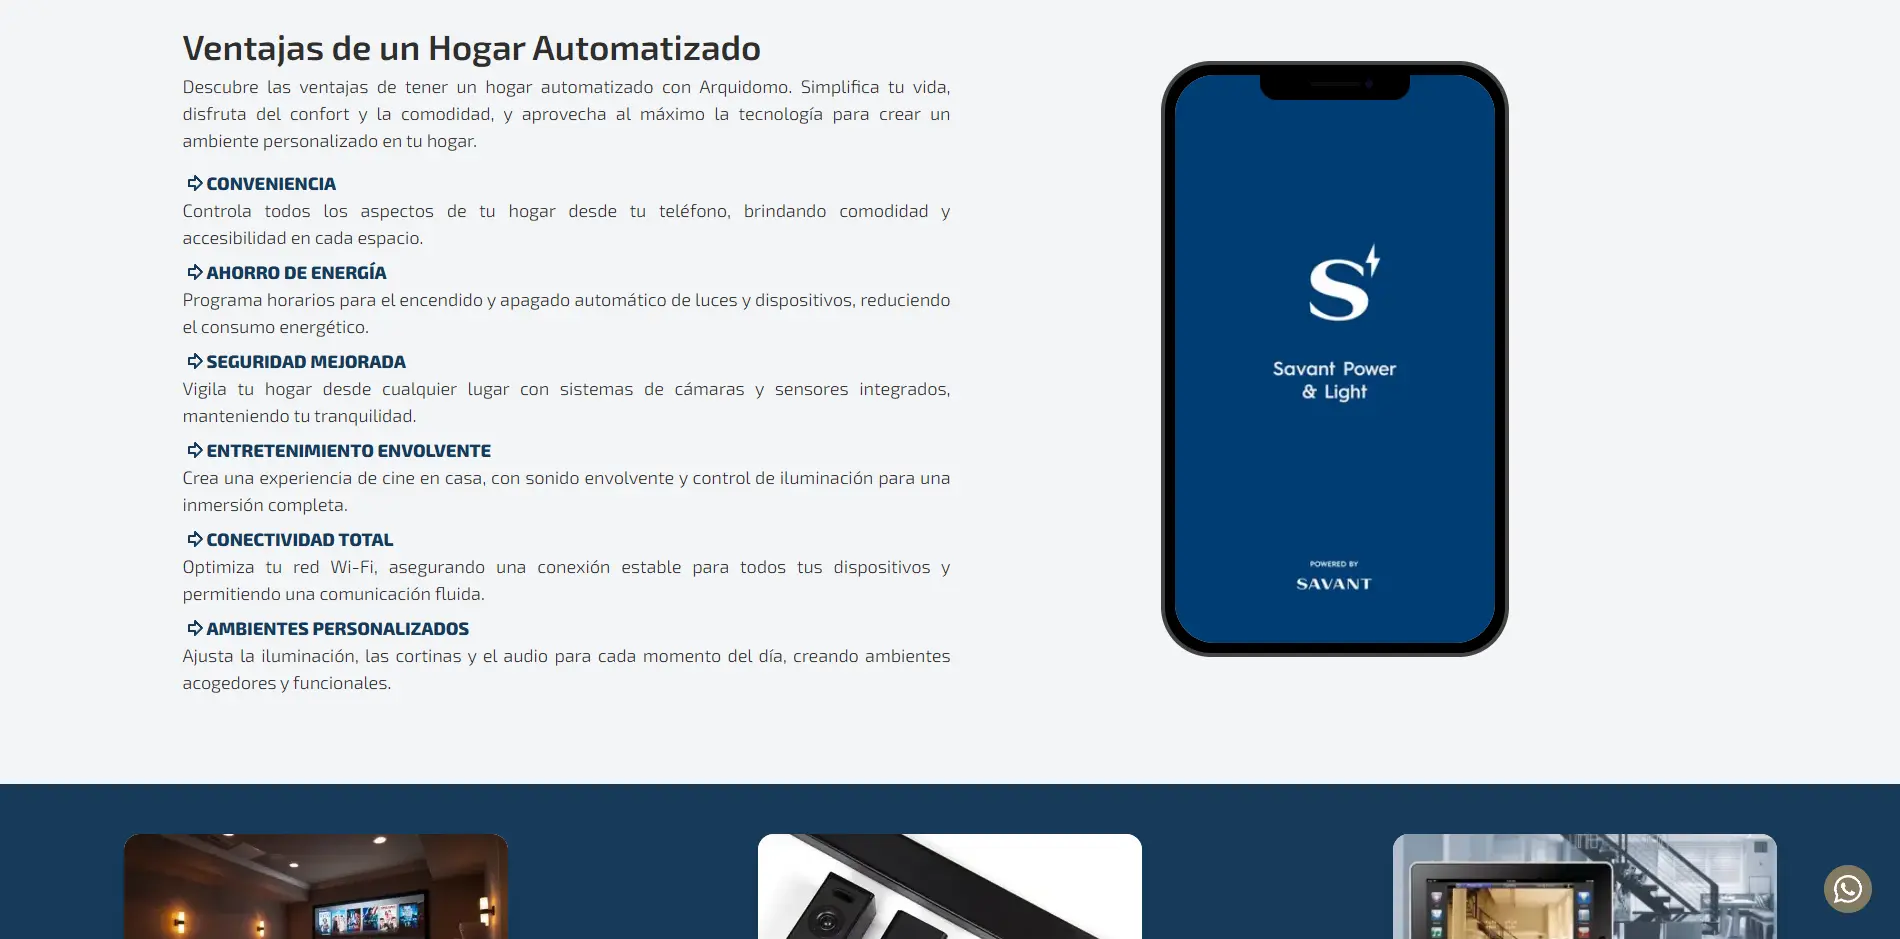 Ventajas de un Hogar Automatizado
Descubre las ventajas de tener un hogar automatizado con Arquidomo. Simplifica tu vida,
disfruta del confort y la comodidad, y aprovecha al máximo la tecnología para crear un
ambiente personalizado en tu hogar.
CONVENIENCIA
Controla todos los aspectos de tu hogar desde tu teléfono, brindando comodidad y
accesibilidad en cada espacio.
AHORRO DE ENERGÍA
Programa horarios para el encendido y apagado automático de luces y dispositivos, reduciendo
el consumo energético.
SEGURIDAD MEJORADA
Vigila tu hogar desde cualquier lugar con sistemas de cámaras y sensores integrados,
manteniendo tu tranquilidad.
ENTRETENIMIENTO ENVOLVENTE
Crea una experiencia de cine en casa, con sonido envolvente y control de iluminación para una
inmersión completa.
CONECTIVIDAD TOTAL
Optimiza tu red Wi-Fi, asegurando una conexión estable para todos tus dispositivos y
permitiendo una comunicación fluida.
AMBIENTES PERSONALIZADOS
Ajusta la iluminación, las cortinas y el audio para cada momento del día, creando ambientes
acogedores y funcionales.
S
Savant Power
& Light
POWERED BY
SAVANT